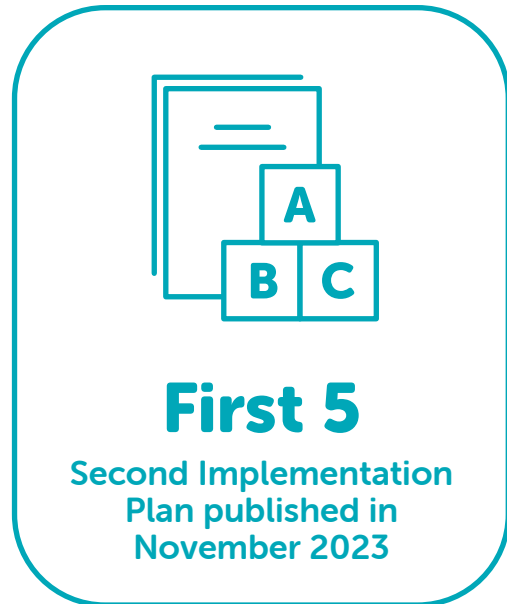 A
B C
First 5
Second Implementation
Plan published in
November 2023